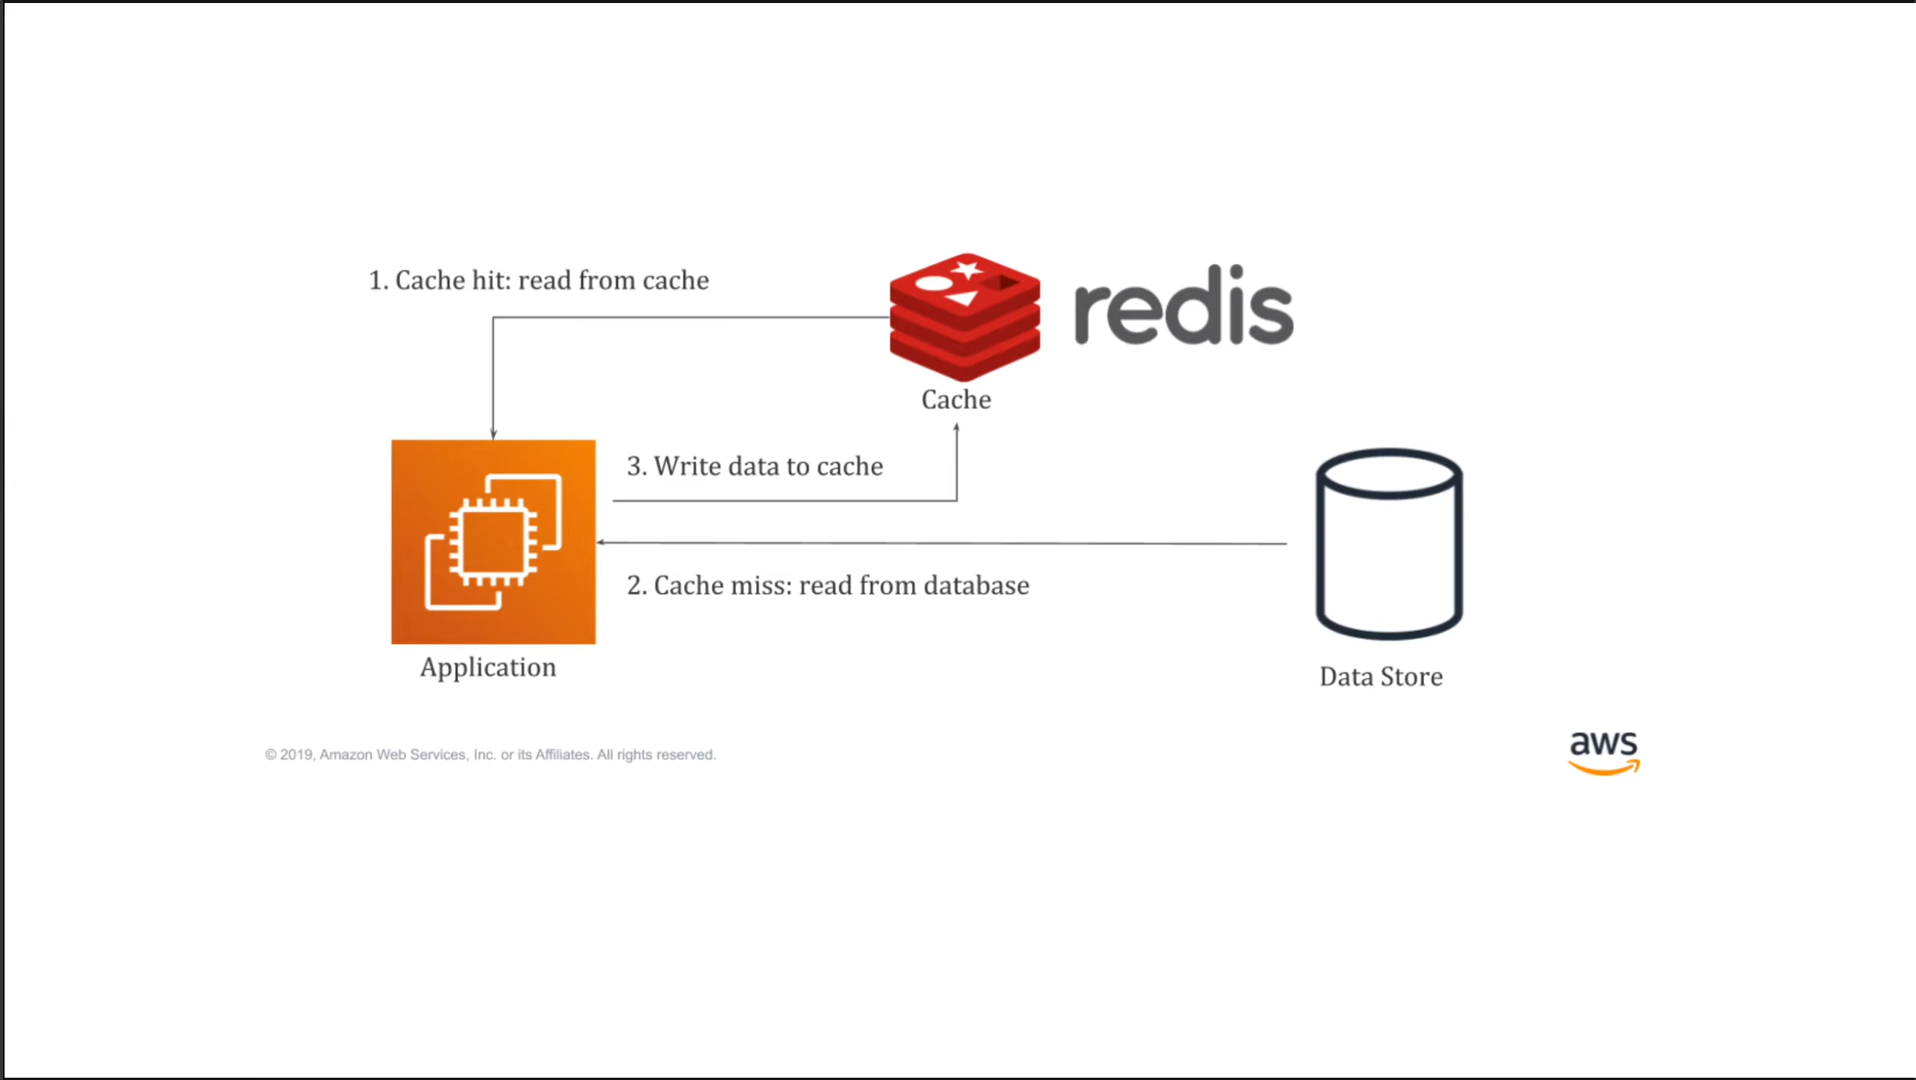 1. Cache hit: read from cache
redis
Cache
3. Write data to cache
2. Cache miss: read from database
Application
Data Store
© 2019, Amazon Web Services, Inc. or its Affiliates. All rights reserved.
aws